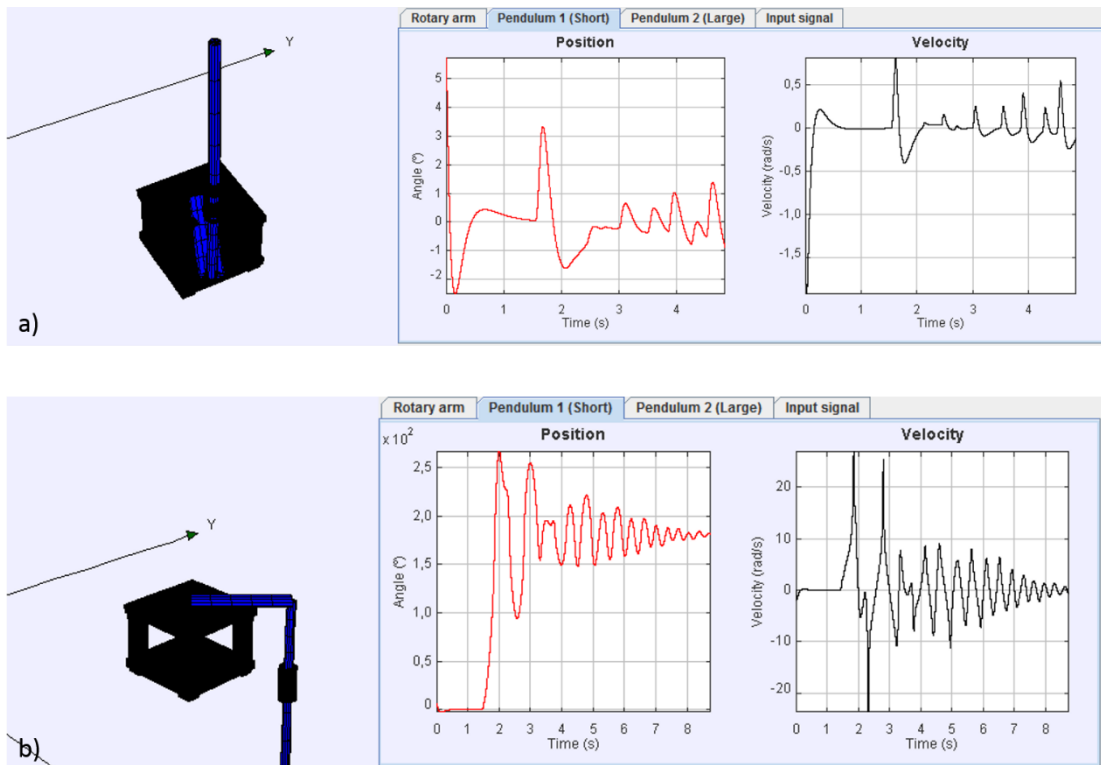 Y
a)
Rotary arm Pendulum 1 (Short) Pendulum 2 (Large) Input signal
Position
Velocity
Angle (º)
5
4
3
2
1
0
-1
-2
0 1 2 3 4
Time (s)
Velocity (rad/s)
0,5
0
-0,5
-1,0
-1,5
0 1 2 3 4
Time (s)
Y
b)
Rotary arm Pendulum 1 (Short) Pendulum 2 (Large) Input signal
x 10²
Position
Velocity
Angle (º)
2,5
2,0
1,5
1,0
0
0 1 2 3 4 5 6 7 8
Time (s)
Velocity (rad/s)
20
10
0
-10
-20
0 1 2 3 4 5 6 7 8
Time (s)